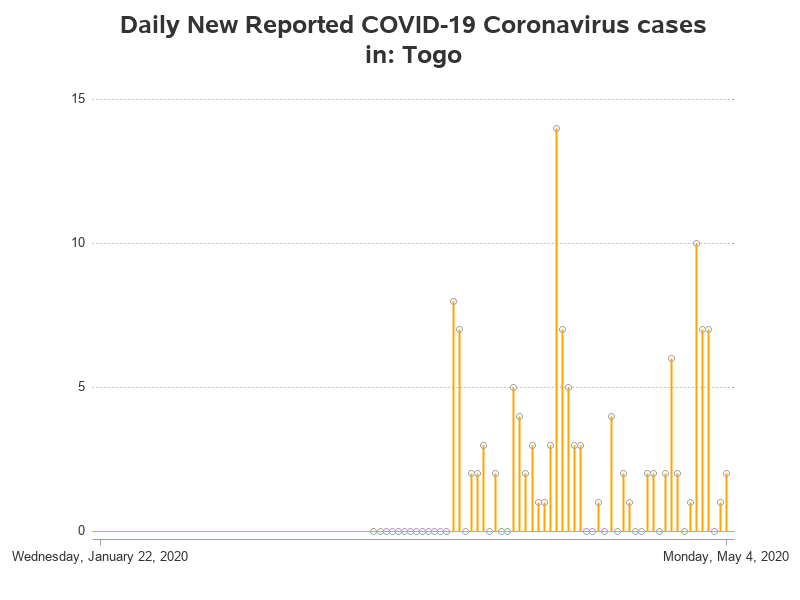 Daily New Reported COVID-19 Coronavirus cases
in: Togo
15
10
5
0
Wednesday, January 22, 2020
Monday, May 4, 2020